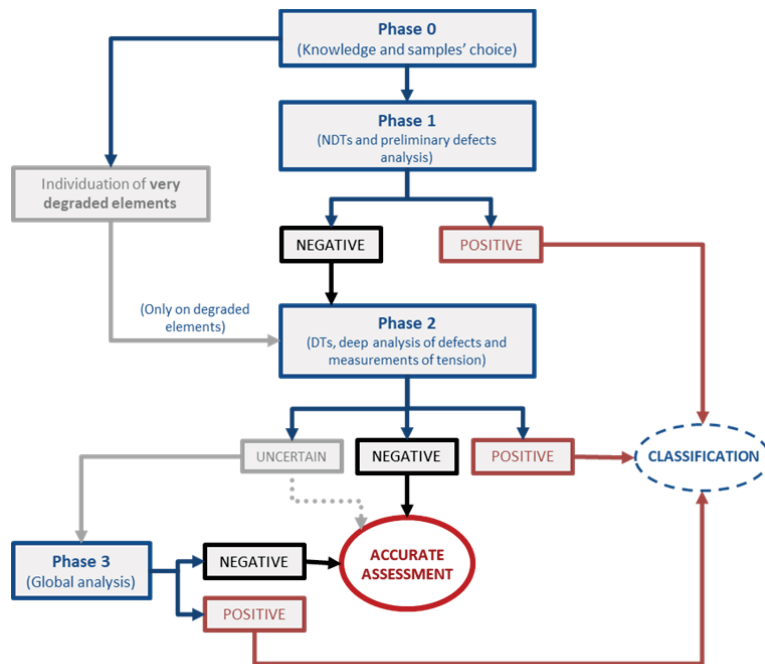 Phase 0
(Knowledge and samples' choice)
Phase 1
(NDTs and preliminary defects
analysis)
Individuation of very
degraded elements
NEGATIVE
POSITIVE
(Only on degraded
elements)
Phase 2
(DTs, deep analysis of defects and
measurements of tension)
UNCERTAIN
NEGATIVE
POSITIVE
CLASSIFICATION
Phase 3
(Global analysis)
NEGATIVE
ACCURATE
ASSESSMENT
POSITIVE